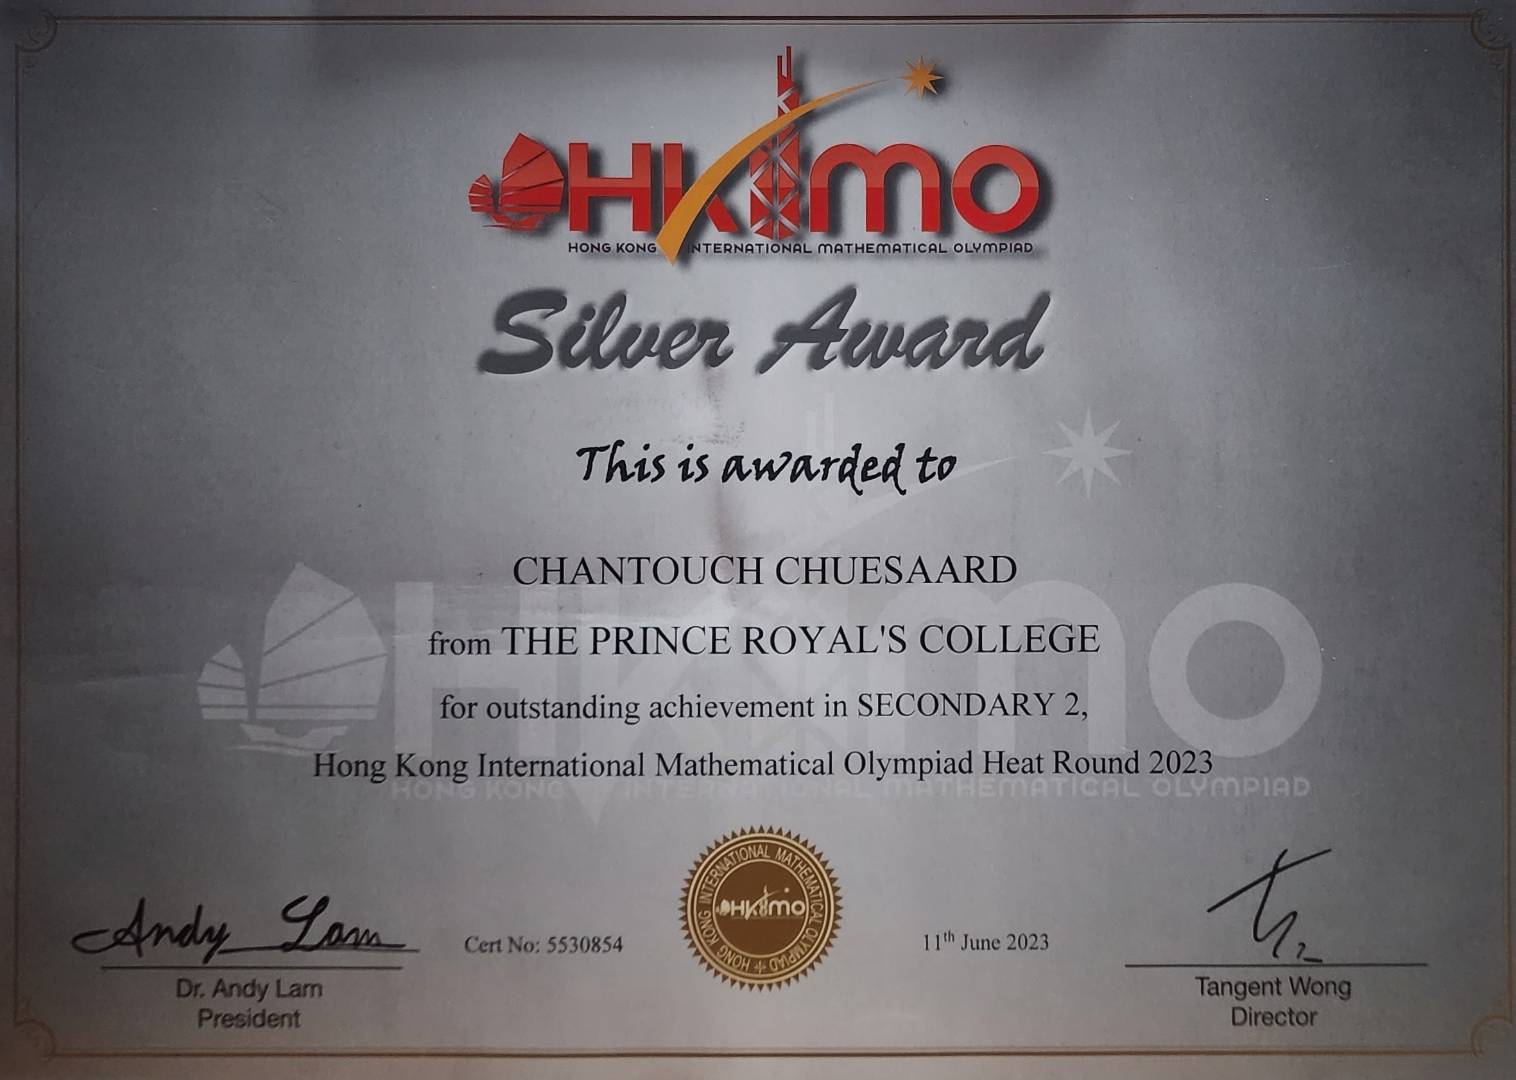 HKIMO
HONG KONG INTERNATIONAL MATHEMATICAL OLYMPIAD
Silver Award
This is awarded to
CHANTOUCH CHUESAARD
from THE PRINCE ROYAL'S COLLEGE
for outstanding achievement in SECONDARY 2,
Hong Kong International Mathematical Olympiad Heat Round 2023
HKIMO
HONG KONG INTERNATIONAL MATHEMATICAL OLYMPIAD
Andy Lam
Dr. Andy Lam
President
Cert No: 5530854
HONG KONG INTERNATIONAL MATHEMATICAL OLYMPIAD
HKIMO
11th June 2023
Tangent Wong
Director